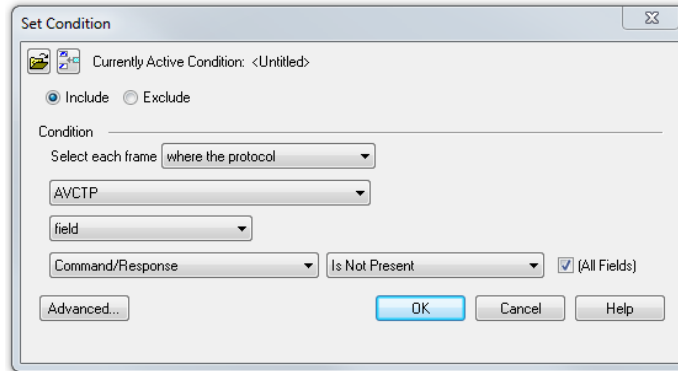 Set Condition
Currently Active Condition: <Untitled>
Include Exclude
Condition
Select each frame where the protocol
AVCTP
field
Command/Response Is Not Present (All Fields)
Advanced... OK Cancel Help